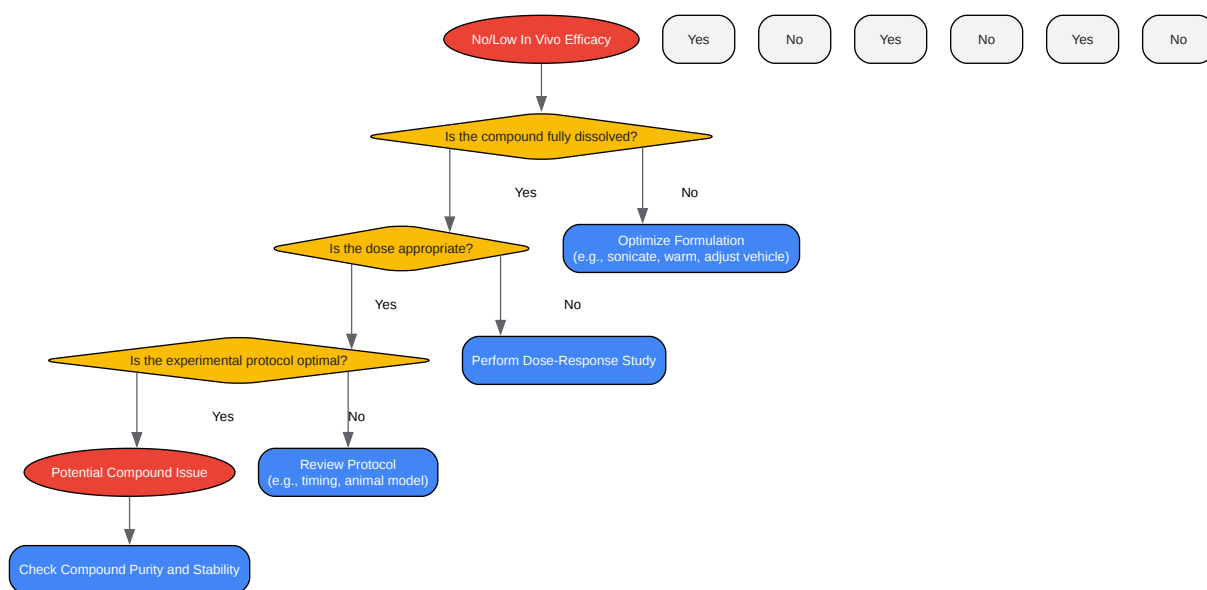 No/Low In Vivo Efficacy
Yes
No
Yes
No
Yes
No
Is the compound fully dissolved?
Yes
No
Is the dose appropriate?
Optimize Formulation
(e.g., sonicate, warm, adjust vehicle)
Yes
No
Is the experimental protocol optimal?
Perform Dose-Response Study
Yes
No
Potential Compound Issue
Review Protocol
(e.g., timing, animal model)
Check Compound Purity and Stability